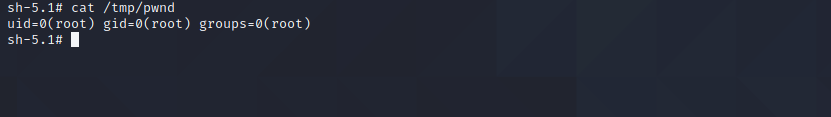 sh-5.1# cat /tmp/pwnd
uid=0(root) gid=0(root) groups=0(root)
sh-5.1#